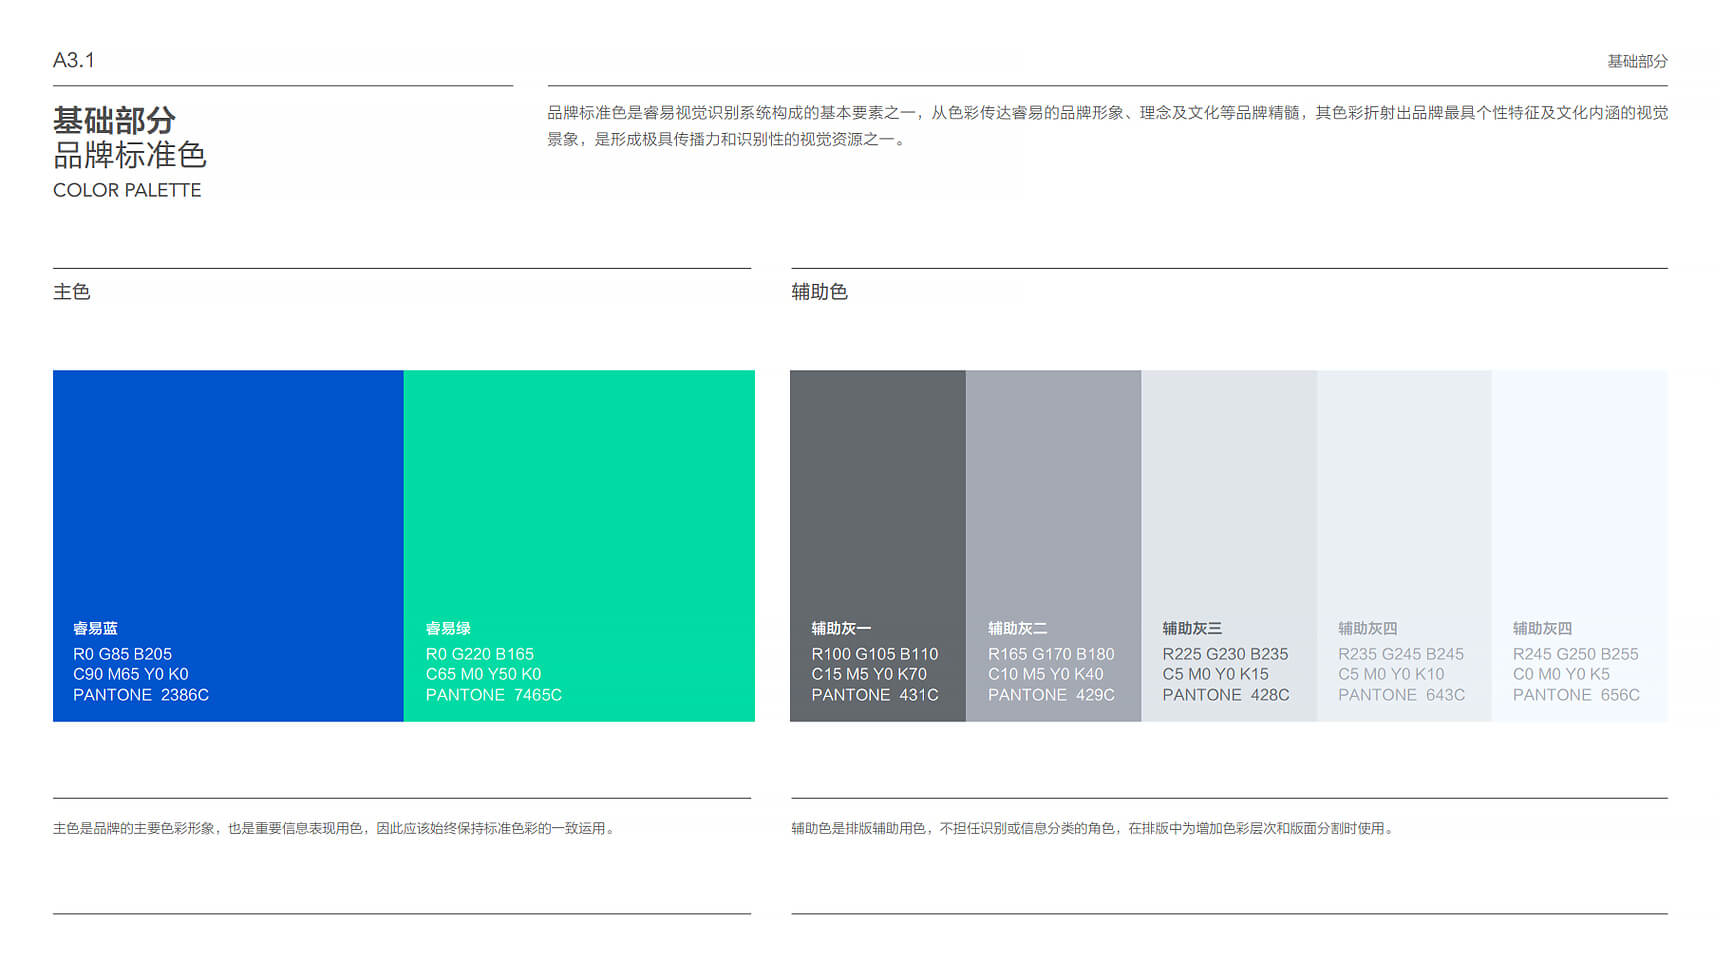 A3.1
基础部分
基础部分
品牌标准色
COLOR PALETTE
品牌标准色是睿易视觉识别系统构成的基本要素之一，从色彩传达睿易的品牌形象、理念及文化等品牌精髓，其色彩折射出品牌最具个性特征及文化内涵的视觉
景象，是形成极具传播力和识别性的视觉资源之一。
主色
辅助色
睿易蓝
R0 G85 B205
C90 M65 Y0 K0
PANTONE 2386C
睿易绿
R0 G220 B165
C65 M0 Y50 K0
PANTONE 7465C
辅助灰一
R100 G105 B110
C15 M5 Y0 K70
PANTONE 431C
辅助灰二
R165 G170 B180
C10 M5 Y0 K40
PANTONE 429C
辅助灰三
R225 G230 B235
C5 M0 Y0 K15
PANTONE 428C
辅助灰四
R235 G245 B245
C5 M0 Y0 K10
PANTONE 643C
辅助灰四
R245 G250 B255
C0 M0 Y0 K5
PANTONE 656C
主色是品牌的主要色彩形象，也是重要信息表现用色，因此应该始终保持标准色彩的一致运用。
辅助色是排版辅助用色，不担任识别或信息分类的角色，在排版中为增加色彩层次和版面分割时使用。